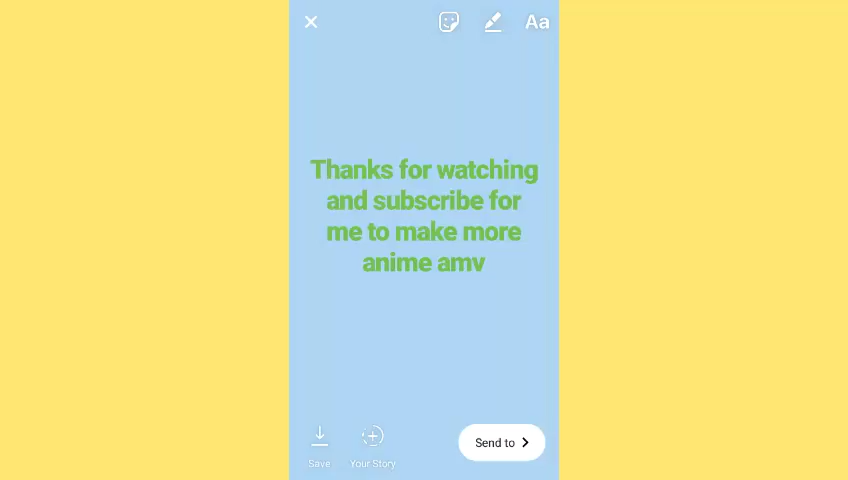 Aa
Thanks for watching
and subscribe for
me to make more
anime amv
Save
Your Story
Send to